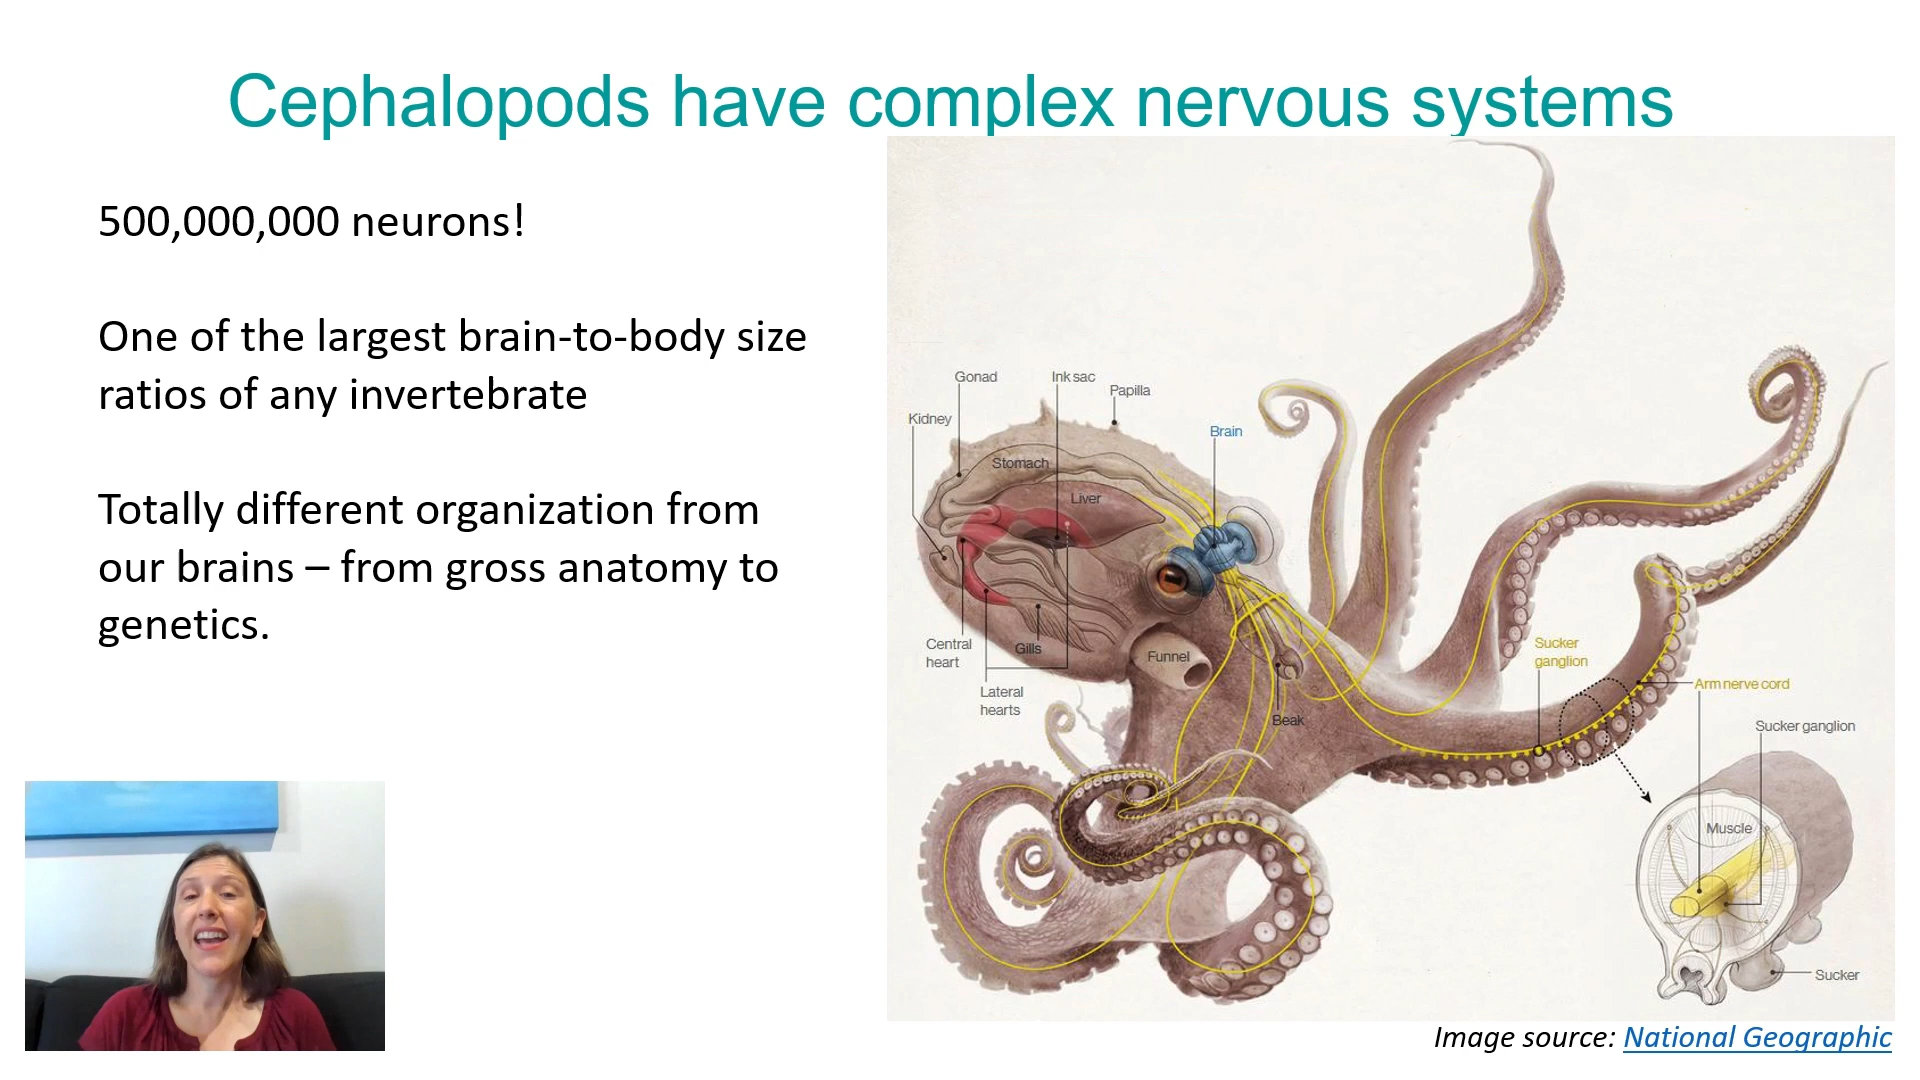 Cephalopods have complex nervous systems
500,000,000 neurons!
One of the largest brain-to-body size
ratios of any invertebrate
Totally different organization from
our brains – from gross anatomy to
genetics.
Gonad
Ink sac
Papilla
Kidney
Brain
Stomach
Liver
Central
heart
Gills
Funnel
Lateral
hearts
Beak
Sucker
ganglion
Arm nerve cord
Sucker ganglion
Muscle
Sucker
Image source: National Geographic